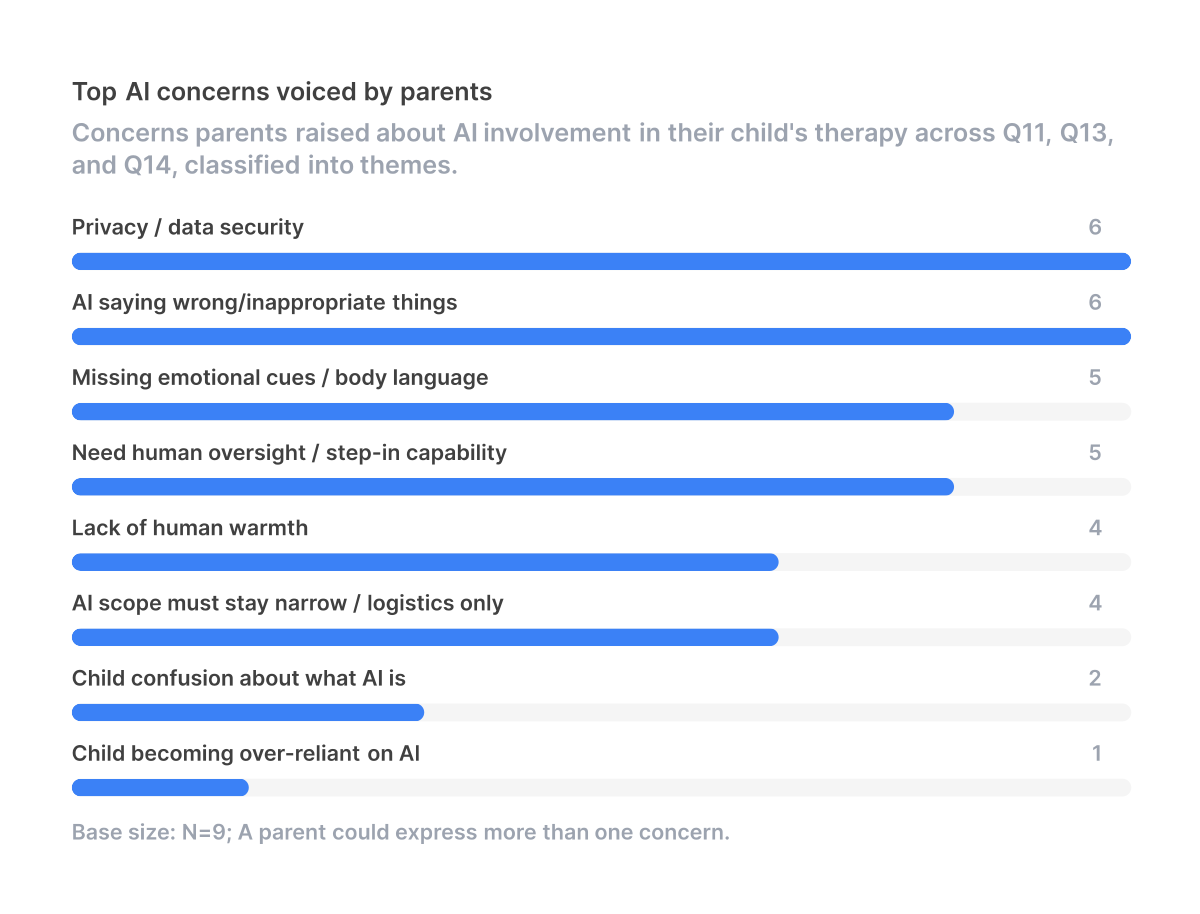 Top AI concerns voiced by parents
Concerns parents raised about AI involvement in their child's therapy across Q11, Q13,
and Q14, classified into themes.
Privacy / data security 6
AI saying wrong/inappropriate things 6
Missing emotional cues / body language 5
Need human oversight / step-in capability 5
Lack of human warmth 4
AI scope must stay narrow / logistics only 4
Child confusion about what AI is 2
Child becoming over-reliant on AI 1
Base size: N=9; A parent could express more than one concern.